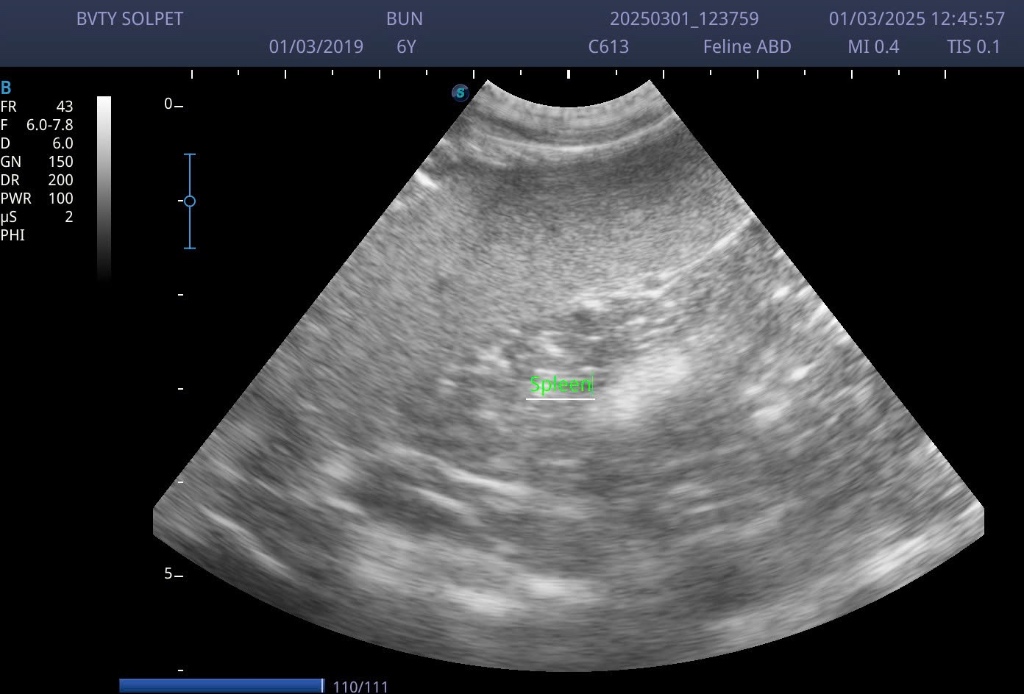 BVTY SOLPET BUN 20250301_123759 01/03/2025 12:45:57
01/03/2019 6Y C613 Feline ABD MI 0.4 TIS 0.1
B
FR 43
F 6.0-7.8
D 6.0
GN 150
DR 200
PWR 100
µS 2
PHI
S
0
Spleen
5
110/111